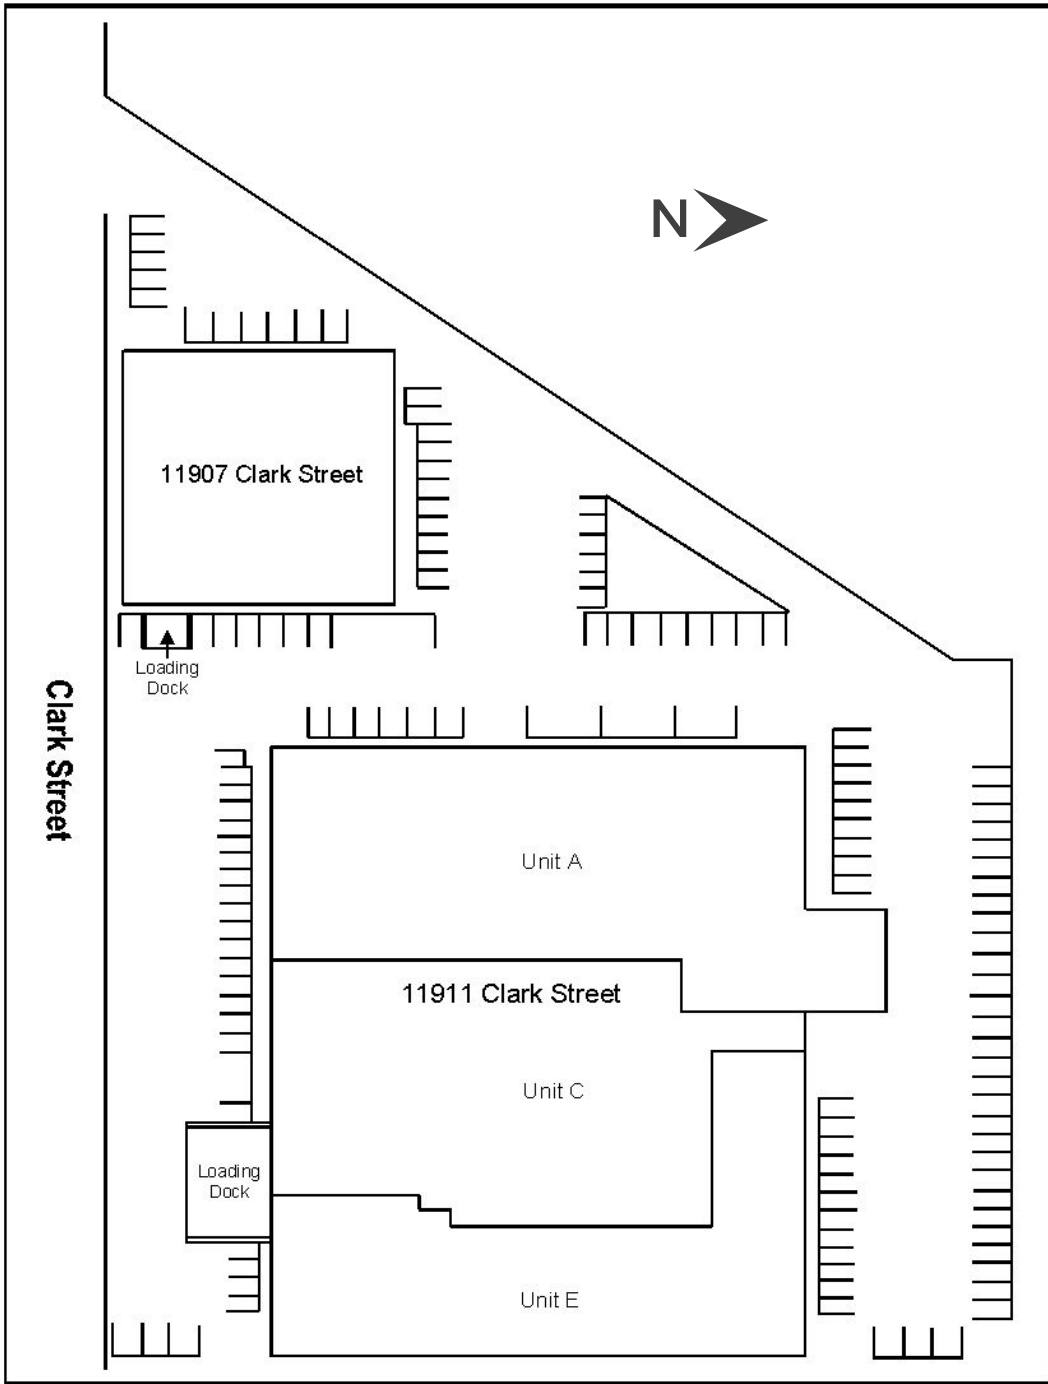 N
11907 Clark Street
Loading
Dock
Clark Street
Unit A
11911 Clark Street
Unit C
Loading
Dock
Unit E